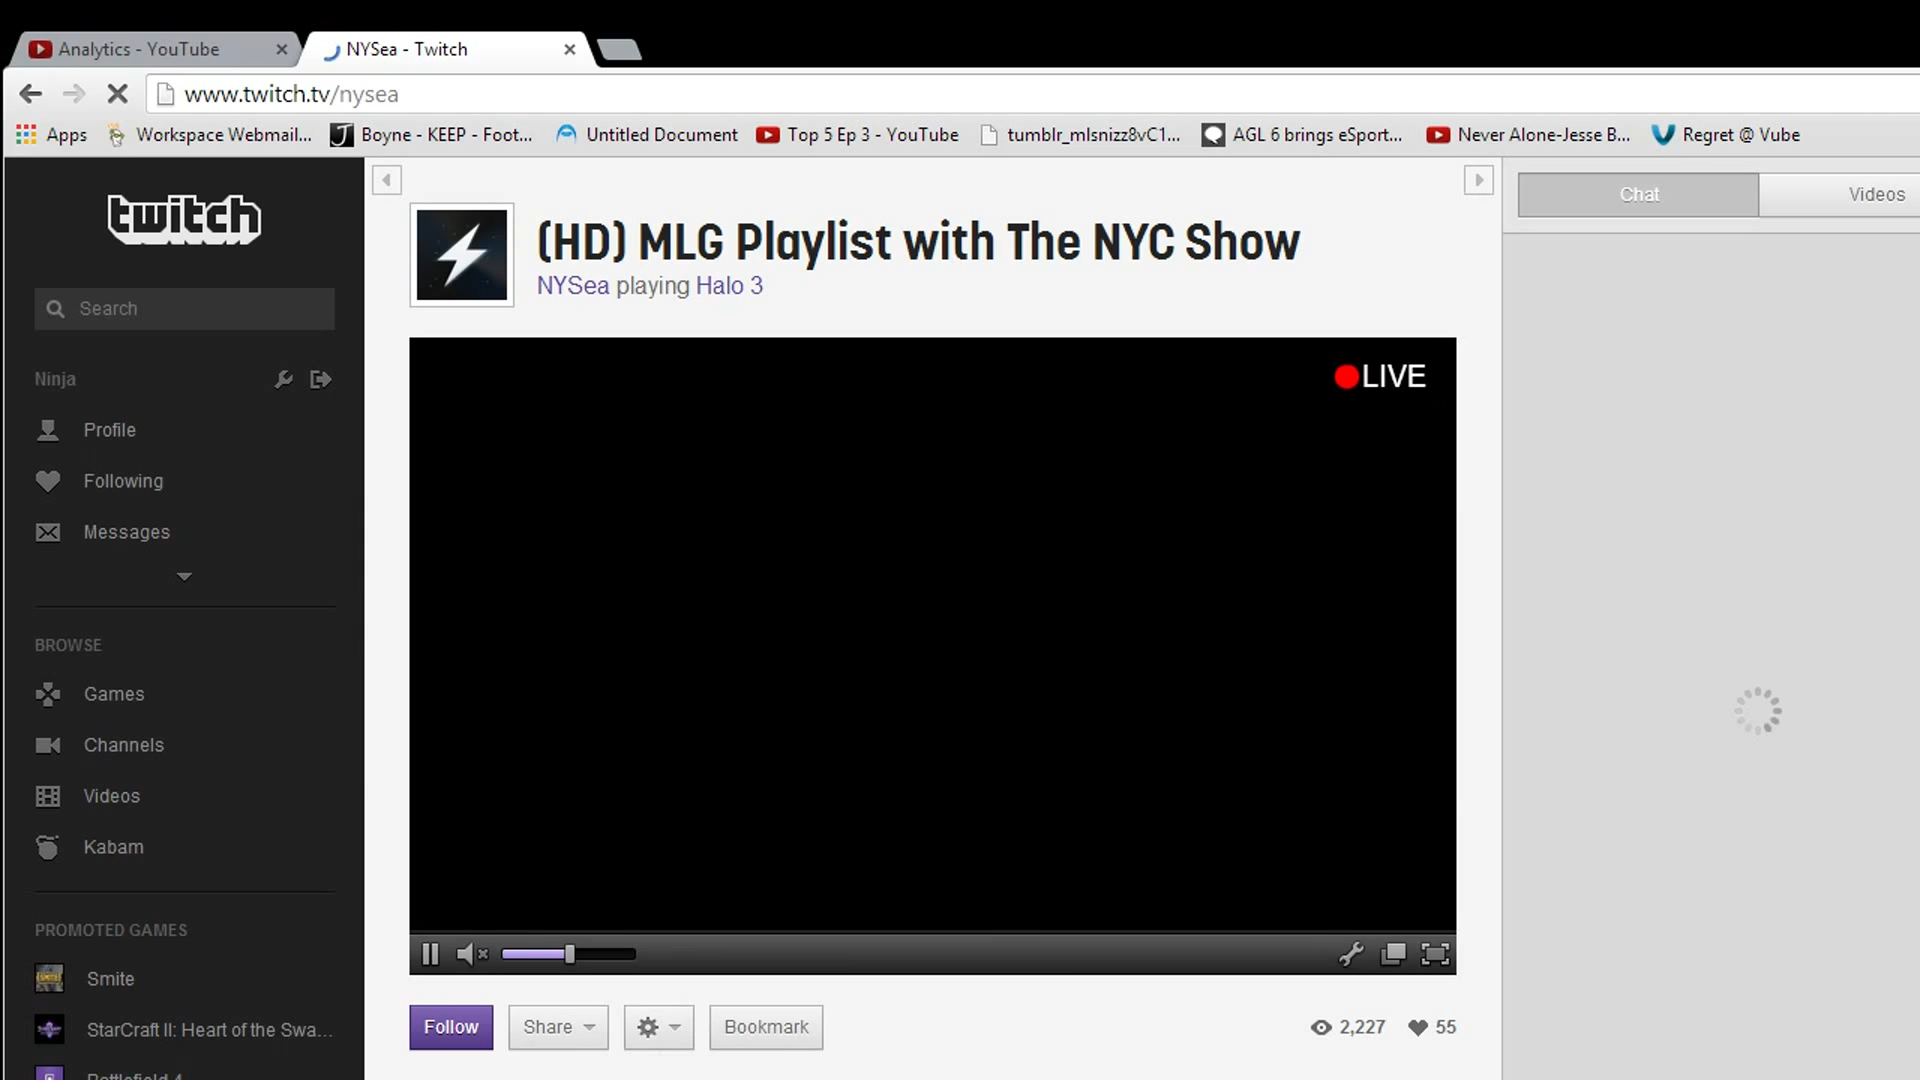 Analytics - YouTube
NYSea - Twitch
www.twitch.tv/nysea
Apps
Workspace Webmail...
Boyne - KEEP - Foot...
Untitled Document
Top 5 Ep 3 - YouTube
tumblr_mlsnizz8vC1...
AGL 6 brings eSport...
Never Alone-Jesse B...
Regret @ Vube
twitch
Search
Ninja
Profile
Following
Messages
BROWSE
Games
Channels
Videos
Kabam
PROMOTED GAMES
Smite
StarCraft II: Heart of the Swa...
Battlefield 4
(HD) MLG Playlist with The NYC Show
NYSea playing Halo 3
LIVE
Follow
Share
Bookmark
2,227
55
Chat
Videos